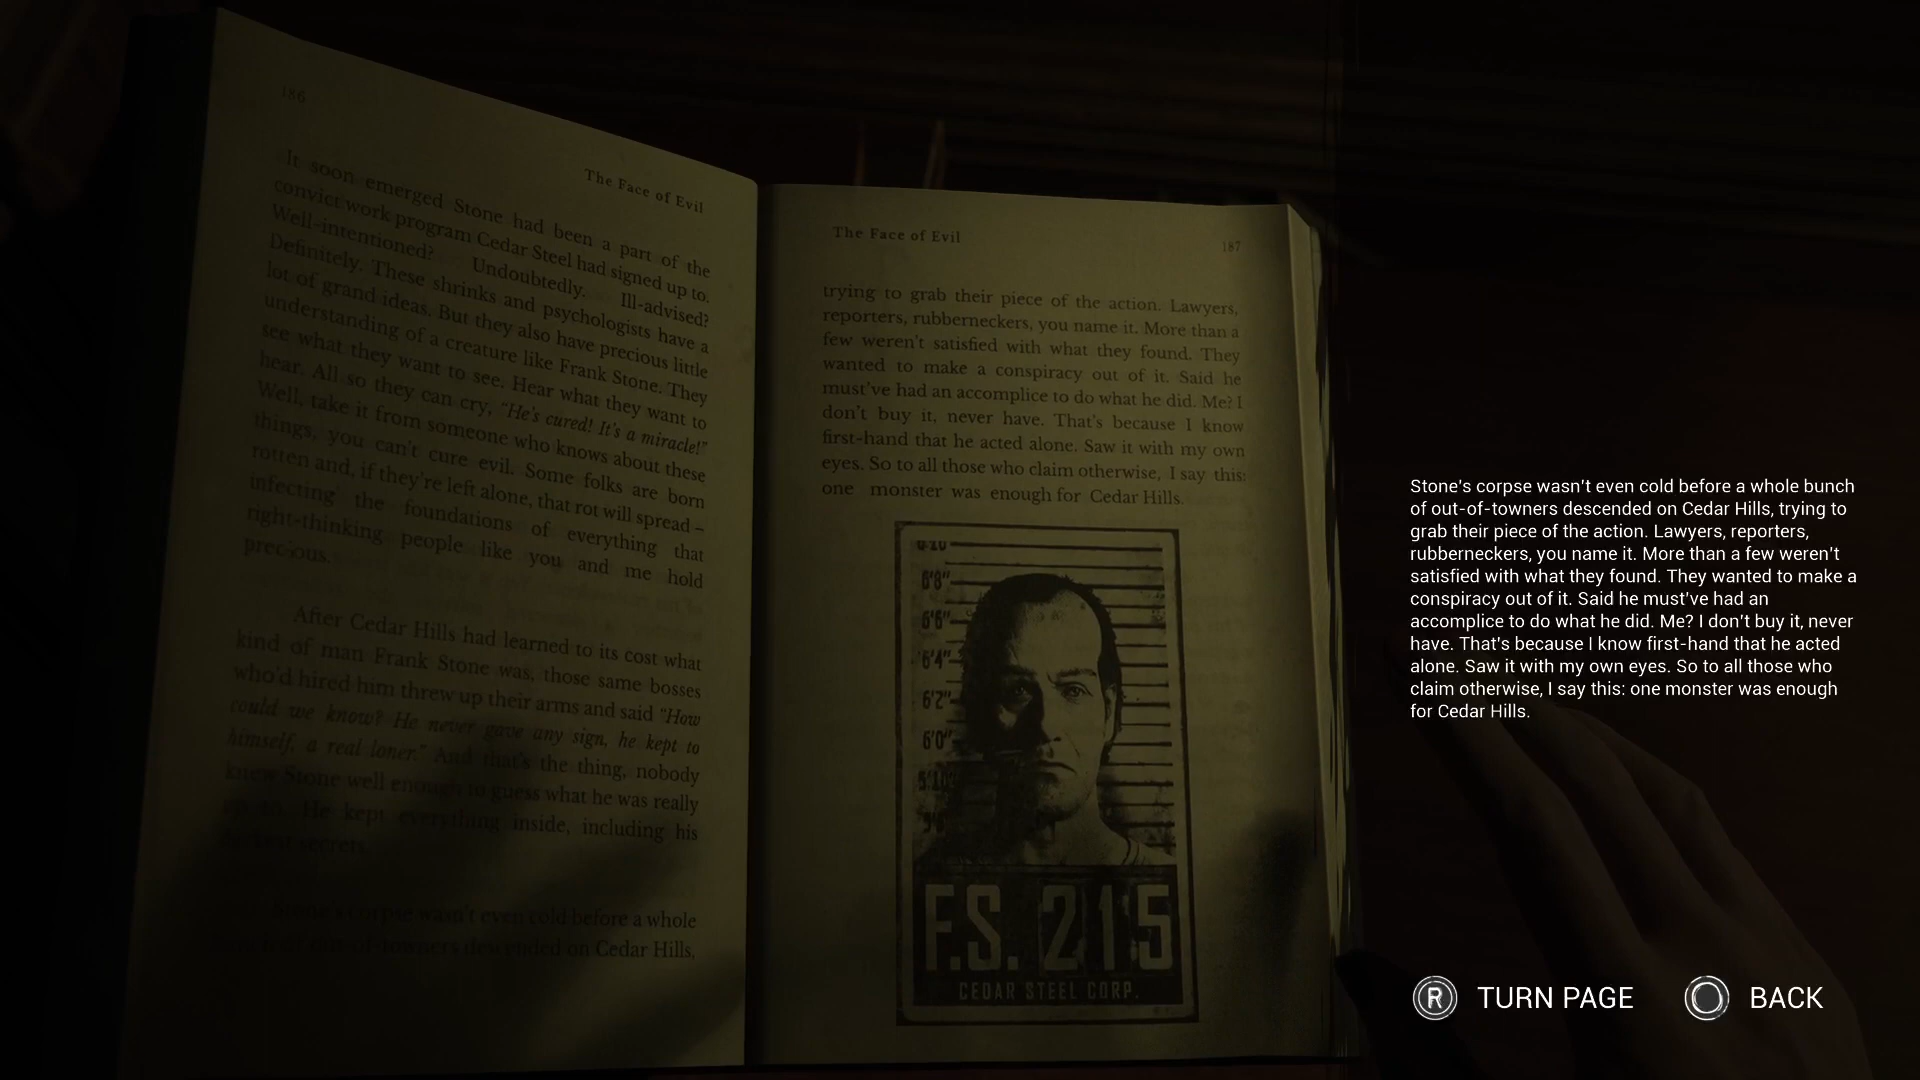 186
The Face of Evil
It soon emerged Stone had been a part of the
convict work program Cedar Steel had signed up to.
Well-intentioned? Undoubtedly. Ill-advised?
Definitely. These shrinks and psychologists have a
lot of grand ideas. But they also have precious little
understanding of a creature like Frank Stone. They
see what they want to see. Hear what they want to
hear. All so they can cry, "He's cured! It's a miracle!"
Well, take it from someone who knows about these
things, you can't cure evil. Some folks are born
rotten and, if they're left alone, that rot will spread –
infecting the foundations of everything that
right-thinking people like you and me hold
precious.
After Cedar Hills had learned to its cost what
kind of man Frank Stone was, those same bosses
who'd hired him threw up their arms and said "How
could we know? He never gave any sign, he kept to
himself, a real loner." And that's the thing, nobody
knew Stone well enough to guess what he was really
up to. He kept everything inside, including his
darkest secrets.
Stone's corpse wasn't even cold before a whole
bunch of out-of-towners descended on Cedar Hills,
The Face of Evil
187
trying to grab their piece of the action. Lawyers,
reporters, rubberneckers, you name it. More than a
few weren't satisfied with what they found. They
wanted to make a conspiracy out of it. Said he
must've had an accomplice to do what he did. Me? I
don't buy it, never have. That's because I know
first-hand that he acted alone. Saw it with my own
eyes. So to all those who claim otherwise, I say this:
one monster was enough for Cedar Hills.
6'10
6'8"
6'6"
6'4"
6'2"
6'0"
5'10"
F.S. 215
CEDAR STEEL CORP.
Stone's corpse wasn't even cold before a whole bunch
of out-of-towners descended on Cedar Hills, trying to
grab their piece of the action. Lawyers, reporters,
rubberneckers, you name it. More than a few weren't
satisfied with what they found. They wanted to make a
conspiracy out of it. Said he must've had an
accomplice to do what he did. Me? I don't buy it, never
have. That's because I know first-hand that he acted
alone. Saw it with my own eyes. So to all those who
claim otherwise, I say this: one monster was enough
for Cedar Hills.
R TURN PAGE
BACK